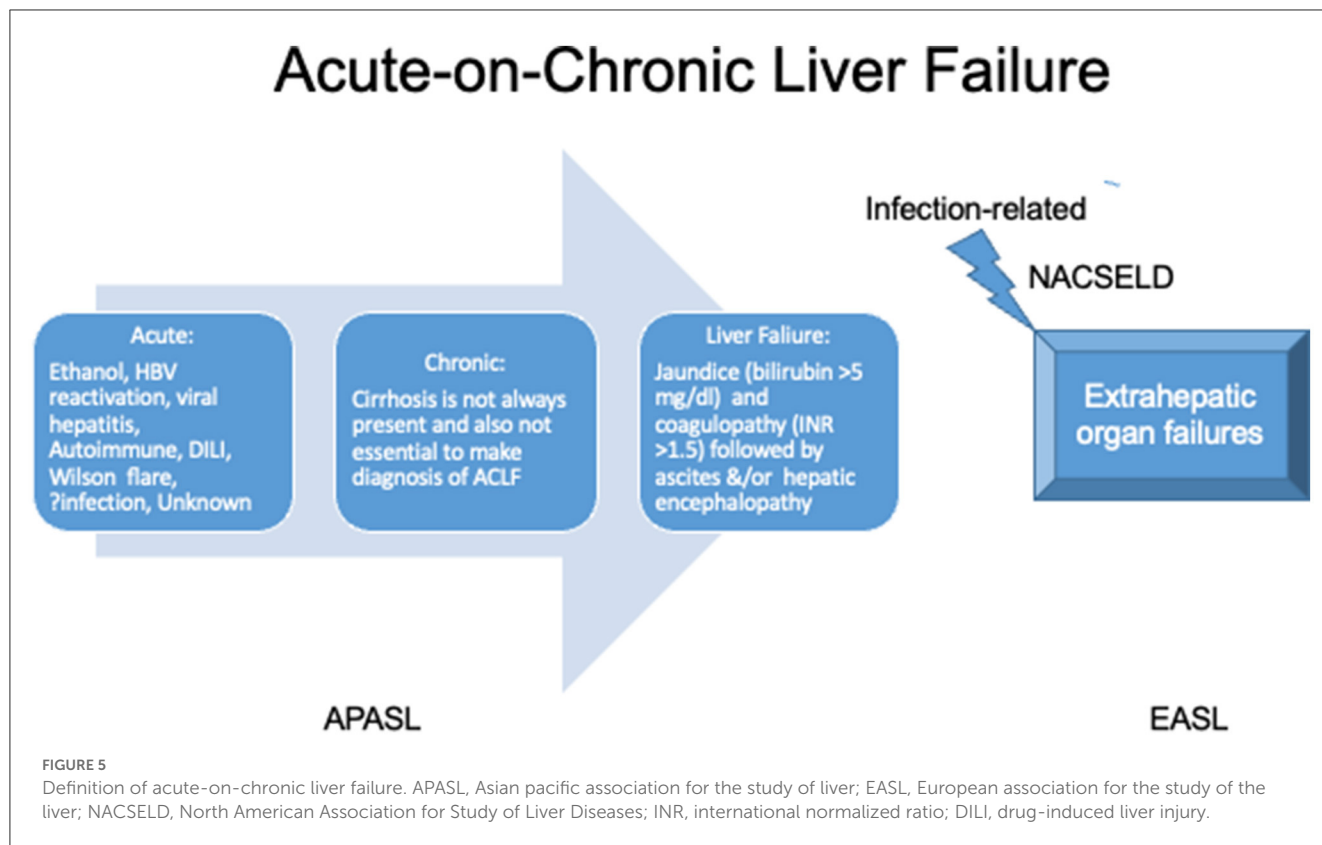 Acute-on-Chronic Liver Failure
Acute:
Ethanol, HBV
reactivation, viral
hepatitis,
Autoimmune, DILI,
Wilson flare,
?infection, Unknown
Chronic:
Cirrhosis is not always
present and also not
essential to make
diagnosis of ACLF
Liver Faliure:
Jaundice (bilirubin >5
mg/dl) and
coagulopathy (INR
>1.5) followed by
ascites &/or hepatic
encephalopathy
Infection-related
NACSELD
Extrahepatic
organ failures
APASL
EASL
FIGURE 5
Definition of acute-on-chronic liver failure. APASL, Asian pacific association for the study of liver; EASL, European association for the study of the
liver; NACSELD, North American Association for Study of Liver Diseases; INR, international normalized ratio; DILI, drug-induced liver injury.